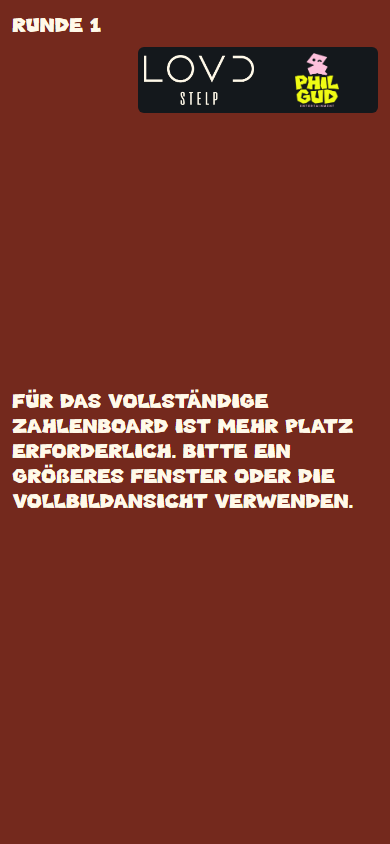 RUNDE 1
LOVD
STELP
PHIL
GUD
ENTERTAINMENT
FÜR DAS VOLLSTÄNDIGE
ZAHLENBOARD IST MEHR PLATZ
ERFORDERLICH. BITTE EIN
GRÖßERES FENSTER ODER DIE
VOLLBILDANSICHT VERWENDEN.